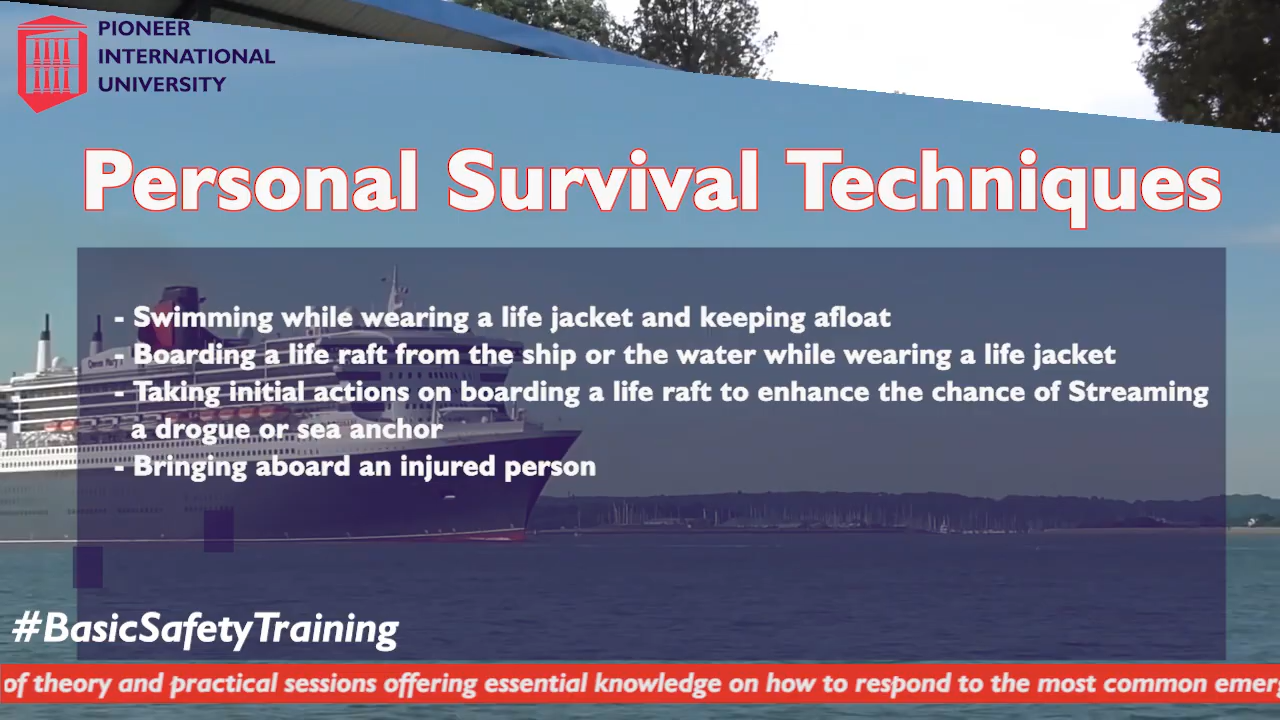 PIONEER
INTERNATIONAL
UNIVERSITY
Personal Survival Techniques
- Swimming while wearing a life jacket and keeping afloat
- Boarding a life raft from the ship or the water while wearing a life jacket
- Taking initial actions on boarding a life raft to enhance the chance of Streaming
a drogue or sea anchor
- Bringing aboard an injured person
#BasicSafetyTraining
of theory and practical sessions offering essential knowledge on how to respond to the most common emer